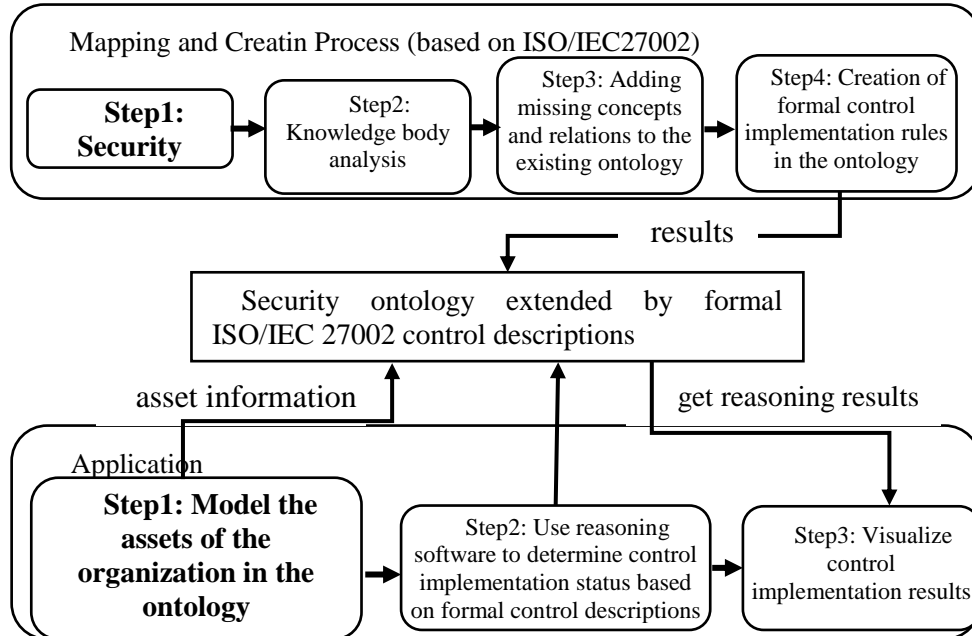 Mapping and Creatin Process (based on ISO/IEC27002)
Step1:
Security
Step2:
Knowledge body
analysis
Step3: Adding
missing concepts
and relations to the
existing ontology
Step4: Creation of
formal control
implementation rules
in the ontology
results
Security ontology extended by formal
ISO/IEC 27002 control descriptions
asset information
get reasoning results
Application
Step1: Model the
assets of the
organization in the
ontology
Step2: Use reasoning
software to determine control
implementation status based
on formal control descriptions
Step3: Visualize
control
implementation results